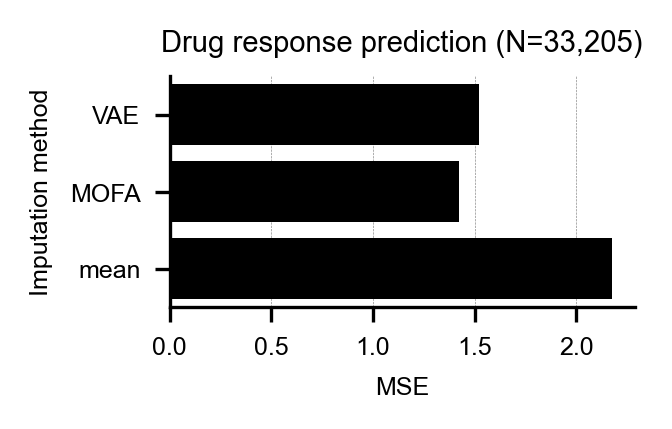 Drug response prediction (N=33,205)
Imputation method
VAE
MOFA
mean
0.0 0.5 1.0 1.5 2.0
MSE